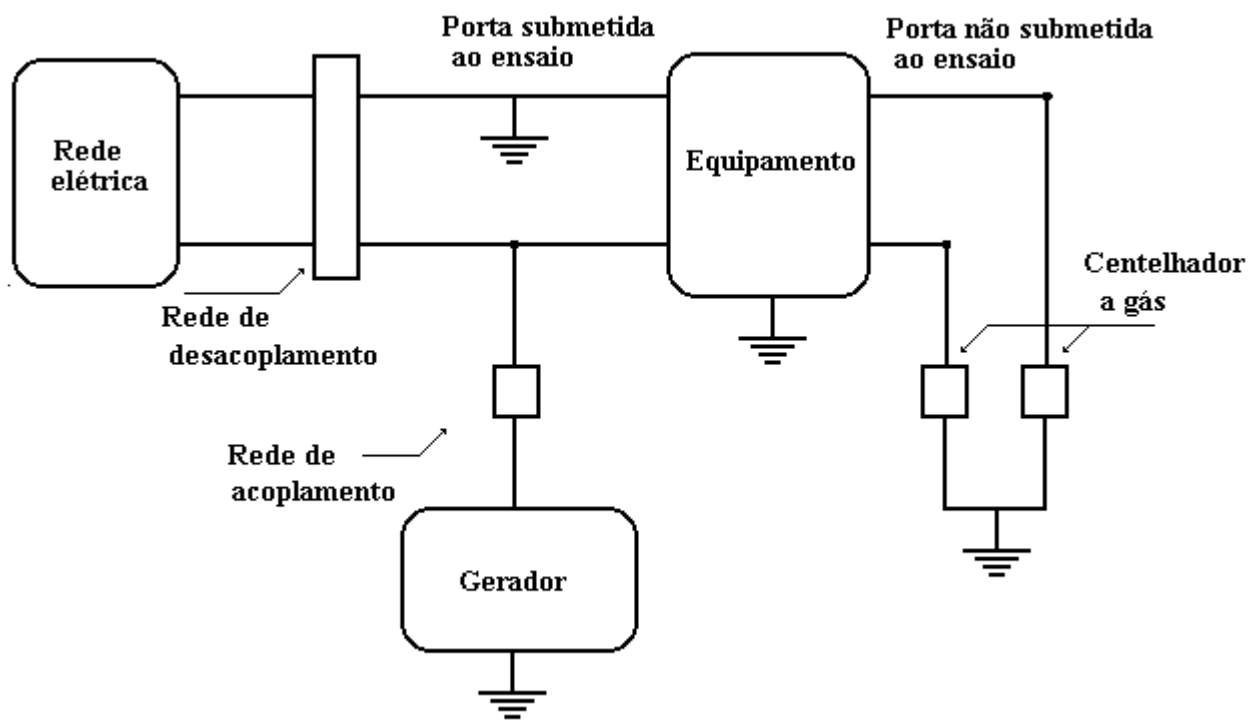 Porta submetida
ao ensaio
Porta não submetida
ao ensaio
Rede
elétrica
Equipamento
Centelhador
a gás
Rede de
desacoplamento
Rede de
acoplamento
Gerador